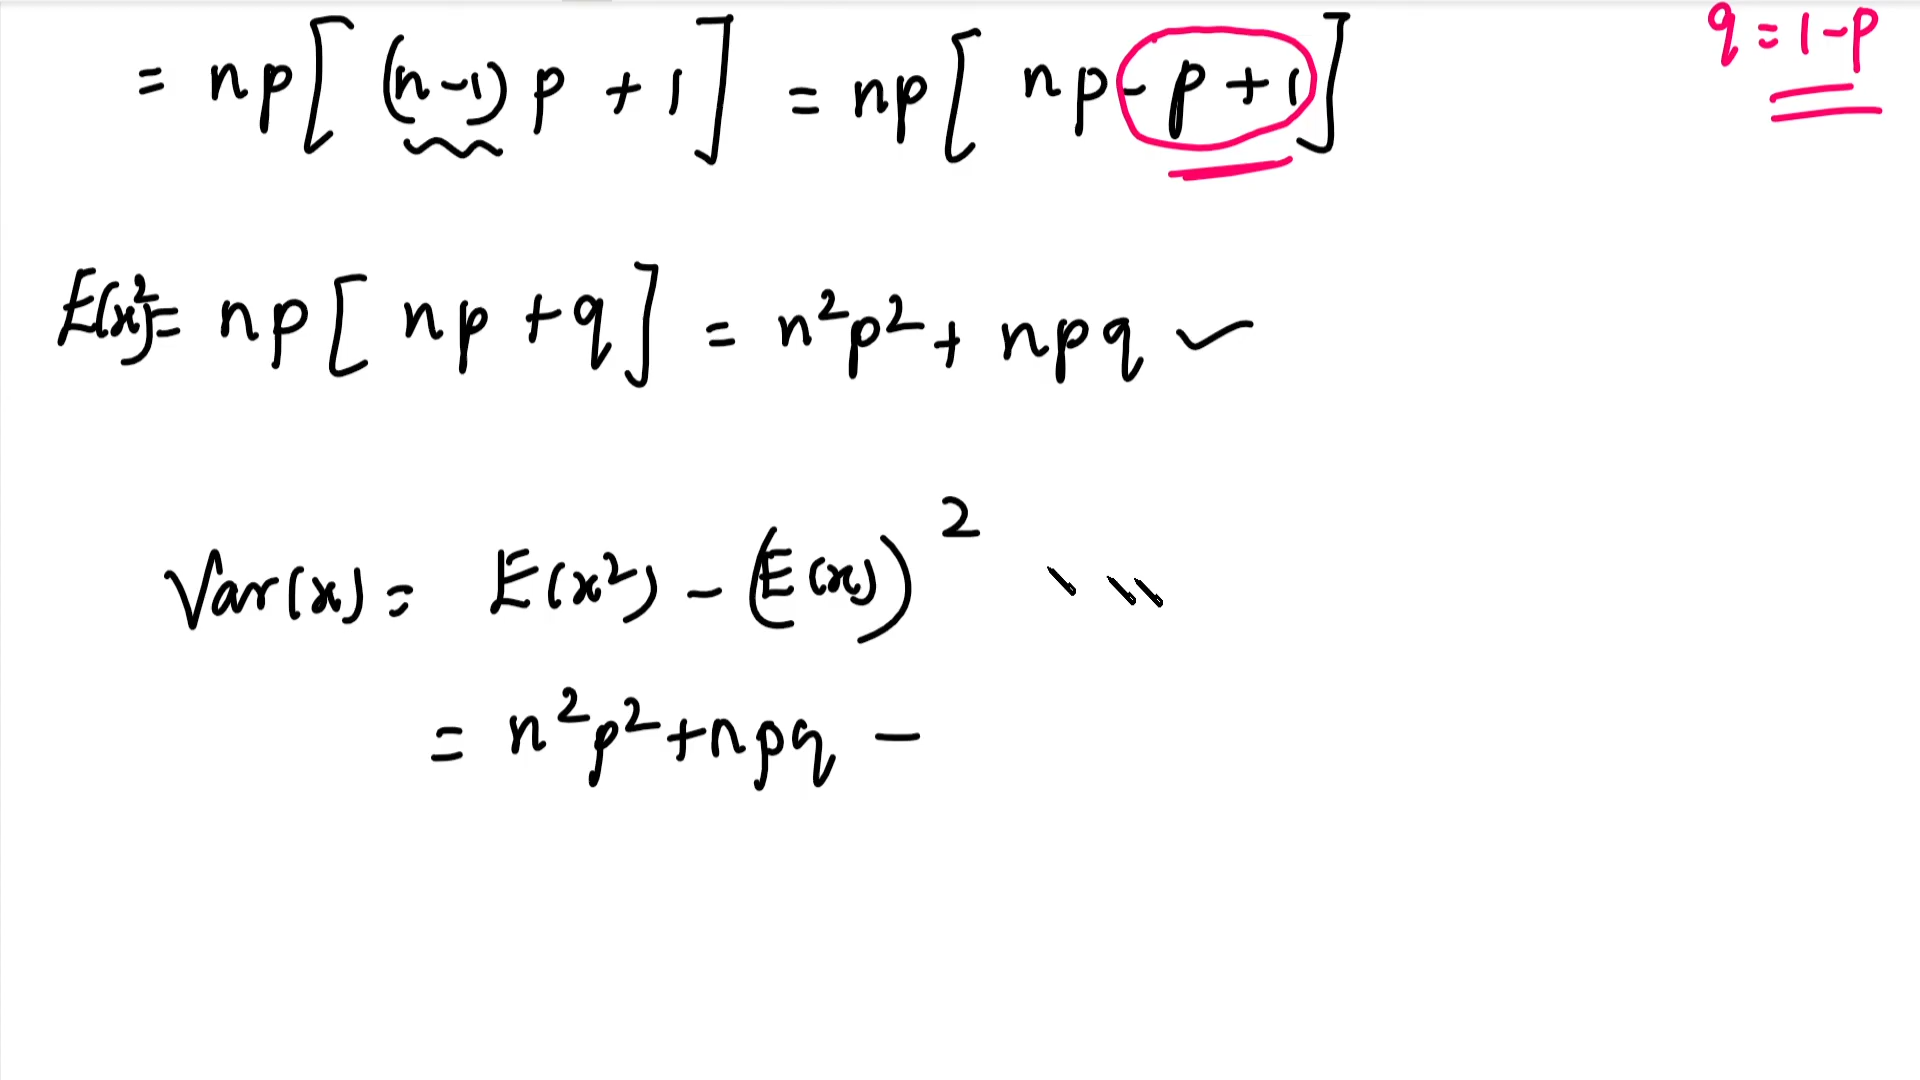 = np[ (n-1) p + 1 ] = np[ np - p + 1 ] q = 1 - p
E(x²) = np[ np + q ] = n²p² + npq
Var(x) = E(x²) - (E(x))²
= n²p² + npq -